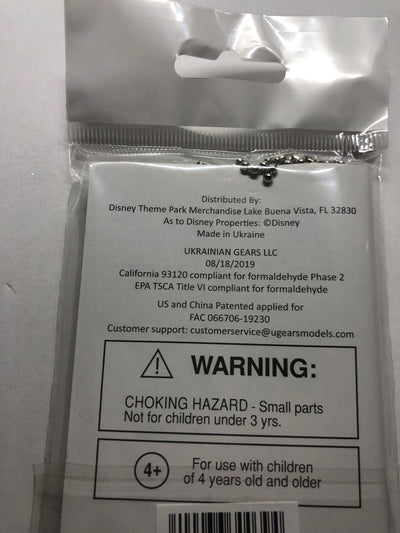 Distributed By:
Disney Theme Park Merchandise Lake Buena Vista, FL 32830
As to Disney Properties: ©Disney
Made in Ukraine
UKRAINIAN GEARS LLC
08/18/2019
California 93120 compliant for formaldehyde Phase 2
EPA TSCA Title VI compliant for formaldehyde
US and China Patented applied for
FAC 066706-19230
Customer support: customerservice@ugearsmodels.com
WARNING:
CHOKING HAZARD - Small parts
Not for children under 3 yrs.
4+
For use with children
of 4 years old and older